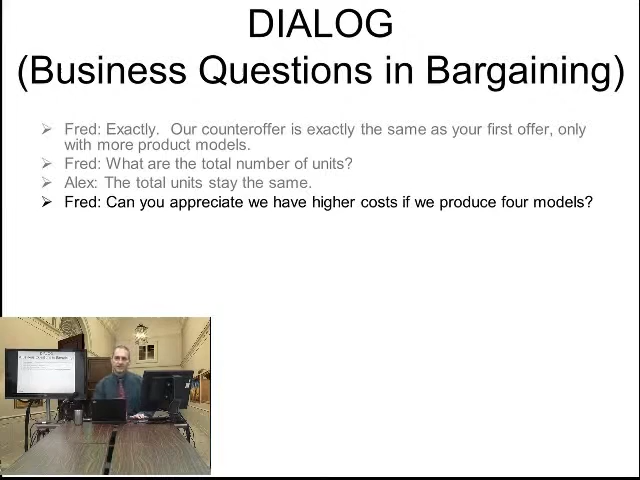 DIALOG
(Business Questions in Bargaining)
Fred: Exactly. Our counteroffer is exactly the same as your first offer, only
with more product models.
Fred: What are the total number of units?
Alex: The total units stay the same.
Fred: Can you appreciate we have higher costs if we produce four models?
DIALOG